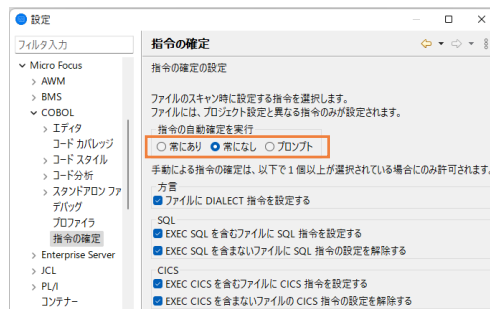 設定
フィルタ入力
指令の確定
Micro Focus
AWM
BMS
COBOL
エディタ
コード カバレッジ
コード スタイル
コード分析
スタンドアロン ファ
デバッグ
プロファイラ
指令の確定
Enterprise Server
JCL
PL/I
コンテナー
指令の確定の設定
ファイルのスキャン時に設定する指令を選択します。
ファイルには、プロジェクト設定と異なる指令のみが設定されます。
指令の自動確定を実行
常にあり 常になし プロンプト
手動による指令の確定は、以下で 1 個以上が選択されている場合にのみ許可されます。
方言
ファイルに DIALECT 指令を設定する
SQL
EXEC SQL を含むファイルに SQL 指令を設定する
EXEC SQL を含まないファイルに SQL 指令の設定を解除する
CICS
EXEC CICS を含むファイルに CICS 指令を設定する
EXEC CICS を含まないファイルの CICS 指令の設定を解除する